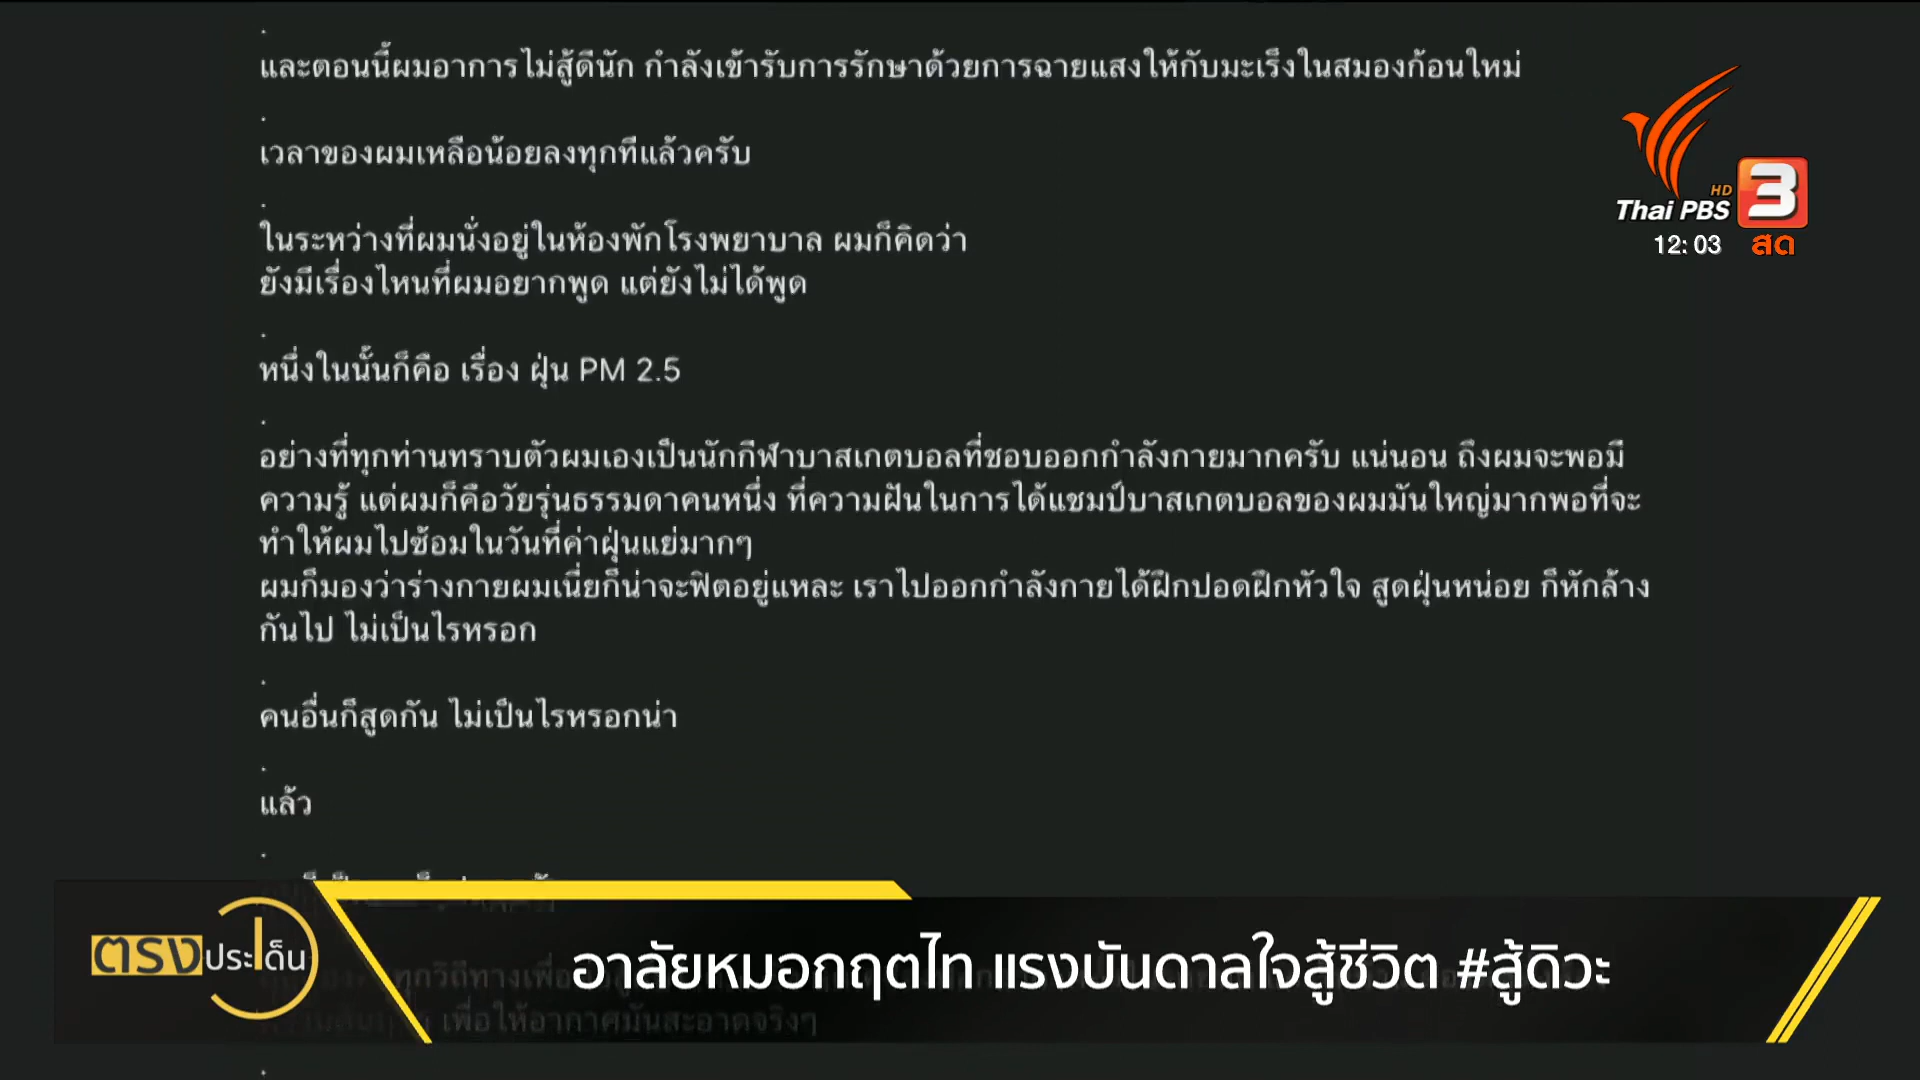 และตอนนี้ผมอาการไม่สู้ดีนัก กำลังเข้ารับการรักษาด้วยการฉายแสงให้กับมะเร็งในสมองก้อนใหม่
.
เวลาของผมเหลือน้อยลงทุกทีแล้วครับ
.
ในระหว่างที่ผมนั่งอยู่ในห้องพักโรงพยาบาล ผมก็คิดว่า
ยังมีเรื่องไหนที่ผมอยากพูด แต่ยังไม่ได้พูด
.
หนึ่งในนั้นก็คือ เรื่อง ฝุ่น PM 2.5
.
อย่างที่ทุกท่านทราบตัวผมเองเป็นนักกีฬาบาสเกตบอลที่ชอบออกกำลังกายมากครับ แน่นอน ถึงผมจะพอมี
ความรู้ แต่ผมก็คือวัยรุ่นธรรมดาคนหนึ่ง ที่ความฝันในการได้แชมป์บาสเกตบอลของผมมันใหญ่มากพอที่จะ
ทำให้ผมไปซ้อมในวันที่ค่าฝุ่นแย่มากๆ
ผมก็มองว่าร่างกายผมเนี่ยก็น่าจะฟิตอยู่แหละ เราไปออกกำลังกายได้ฝึกปอดฝึกหัวใจ สูดฝุ่นหน่อย ก็หักล้าง
กันไป ไม่เป็นไรหรอก
.
คนอื่นก็สูดกัน ไม่เป็นไรหรอกน่า
.
แล้ว
.
ทุกวิถีทางเพื่อ
เพื่อให้อากาศมันสะอาดจริงๆ
.
Thai PBS HD 3
12:03 สด
ตรงประเด็น
อาลัยหมอกฤตไท แรงบันดาลใจสู้ชีวิต #สู้ดิวะ